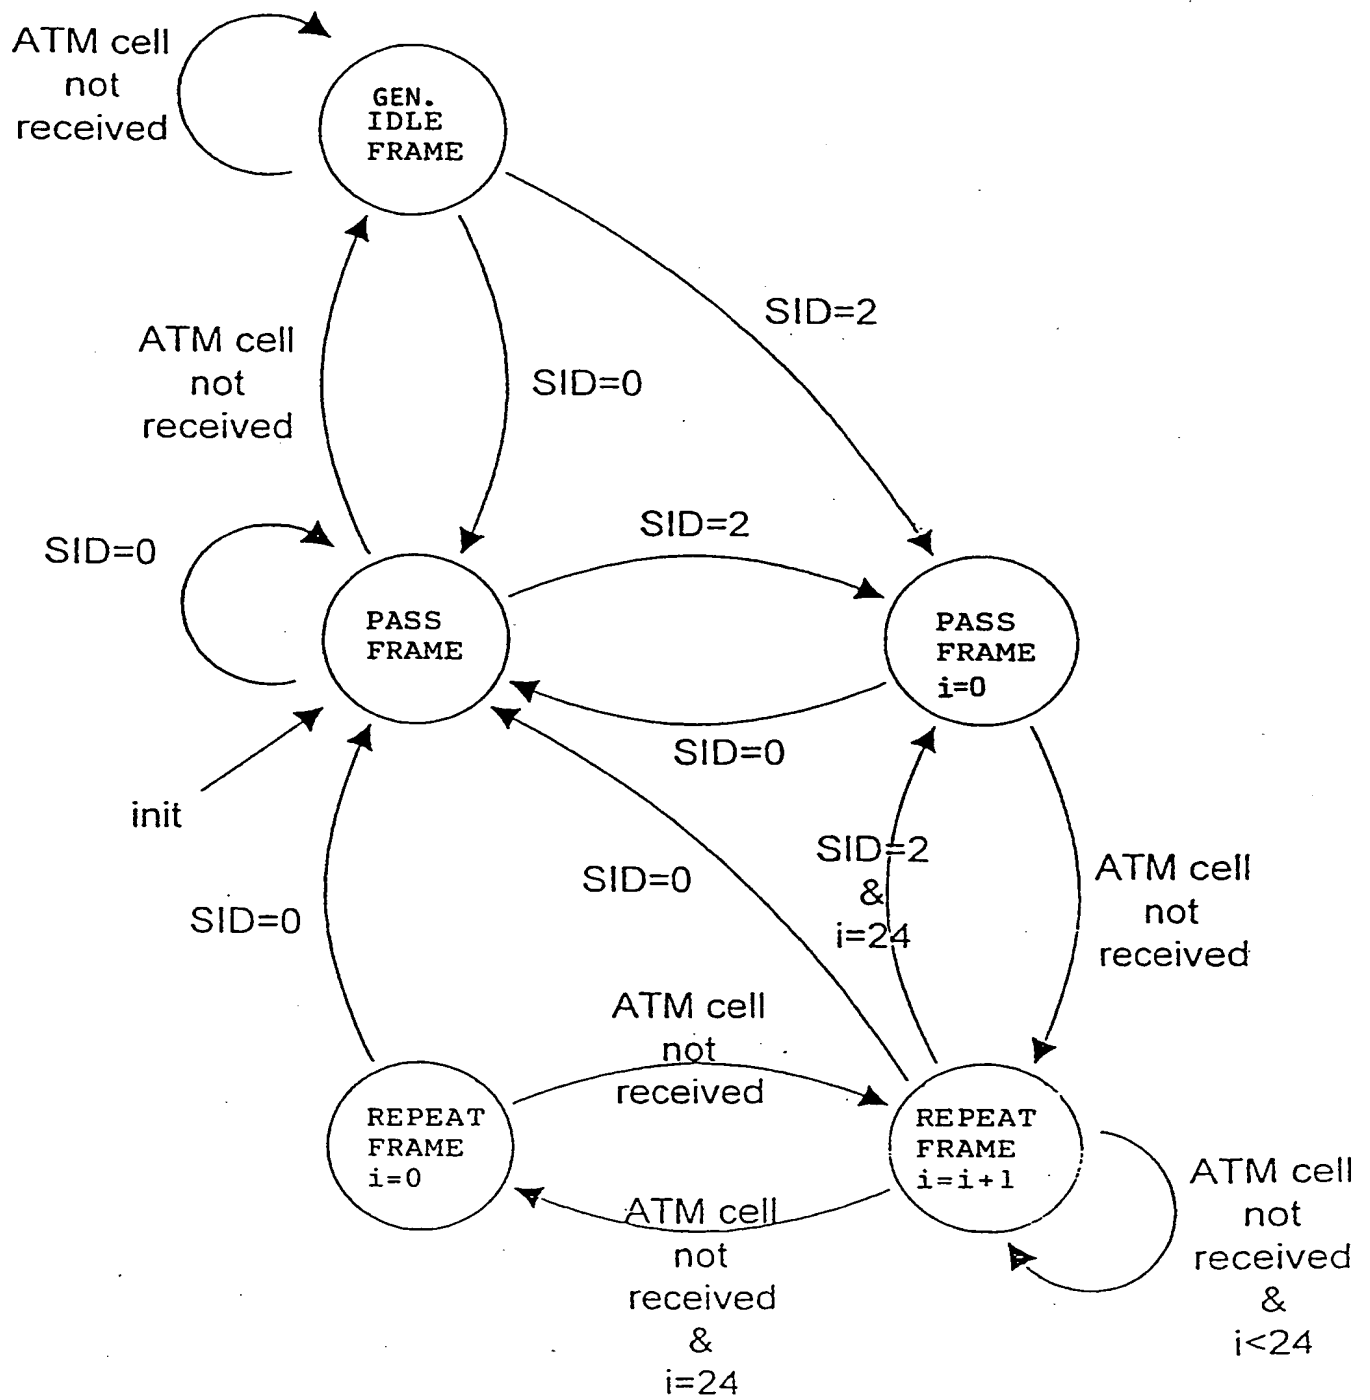 ATM cell
not
received
GEN.
IDLE
FRAME
SID=2
ATM cell
not
received
SID=0
SID=0
SID=2
PASS
FRAME
PASS
FRAME
i=0
SID=0
init
SID=0
SID=0
SID=2
&
i=24
ATM cell
not
received
ATM cell
not
received
REPEAT
FRAME
i=0
REPEAT
FRAME
i=i+1
ATM cell
not
received
&
i=24
ATM cell
not
received
&
i<24